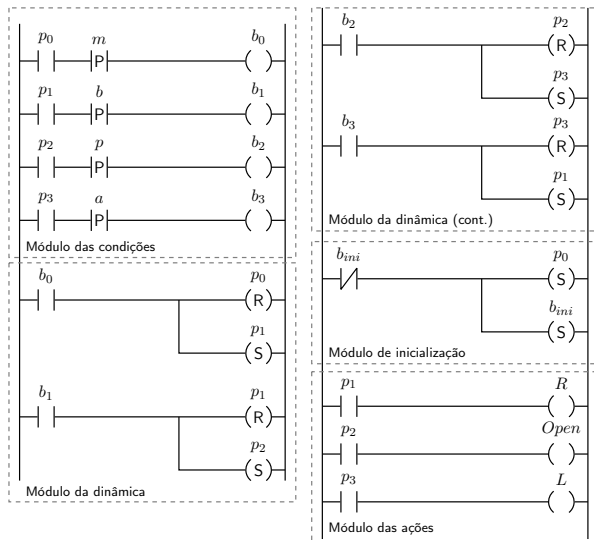 p0 m b0
P
p1 b b1
P
p2 p b2
P
p3 a b3
P
Módulo das condições
b0 p0
R
p1
S
b1 p1
R
p2
S
Módulo da dinâmica
b2 p2
R
p3
S
b3 p3
R
p1
S
Módulo da dinâmica (cont.)
bini p0
S
bini
S
Módulo de inicialização
p1 R
p2 Open
p3 L
Módulo das ações